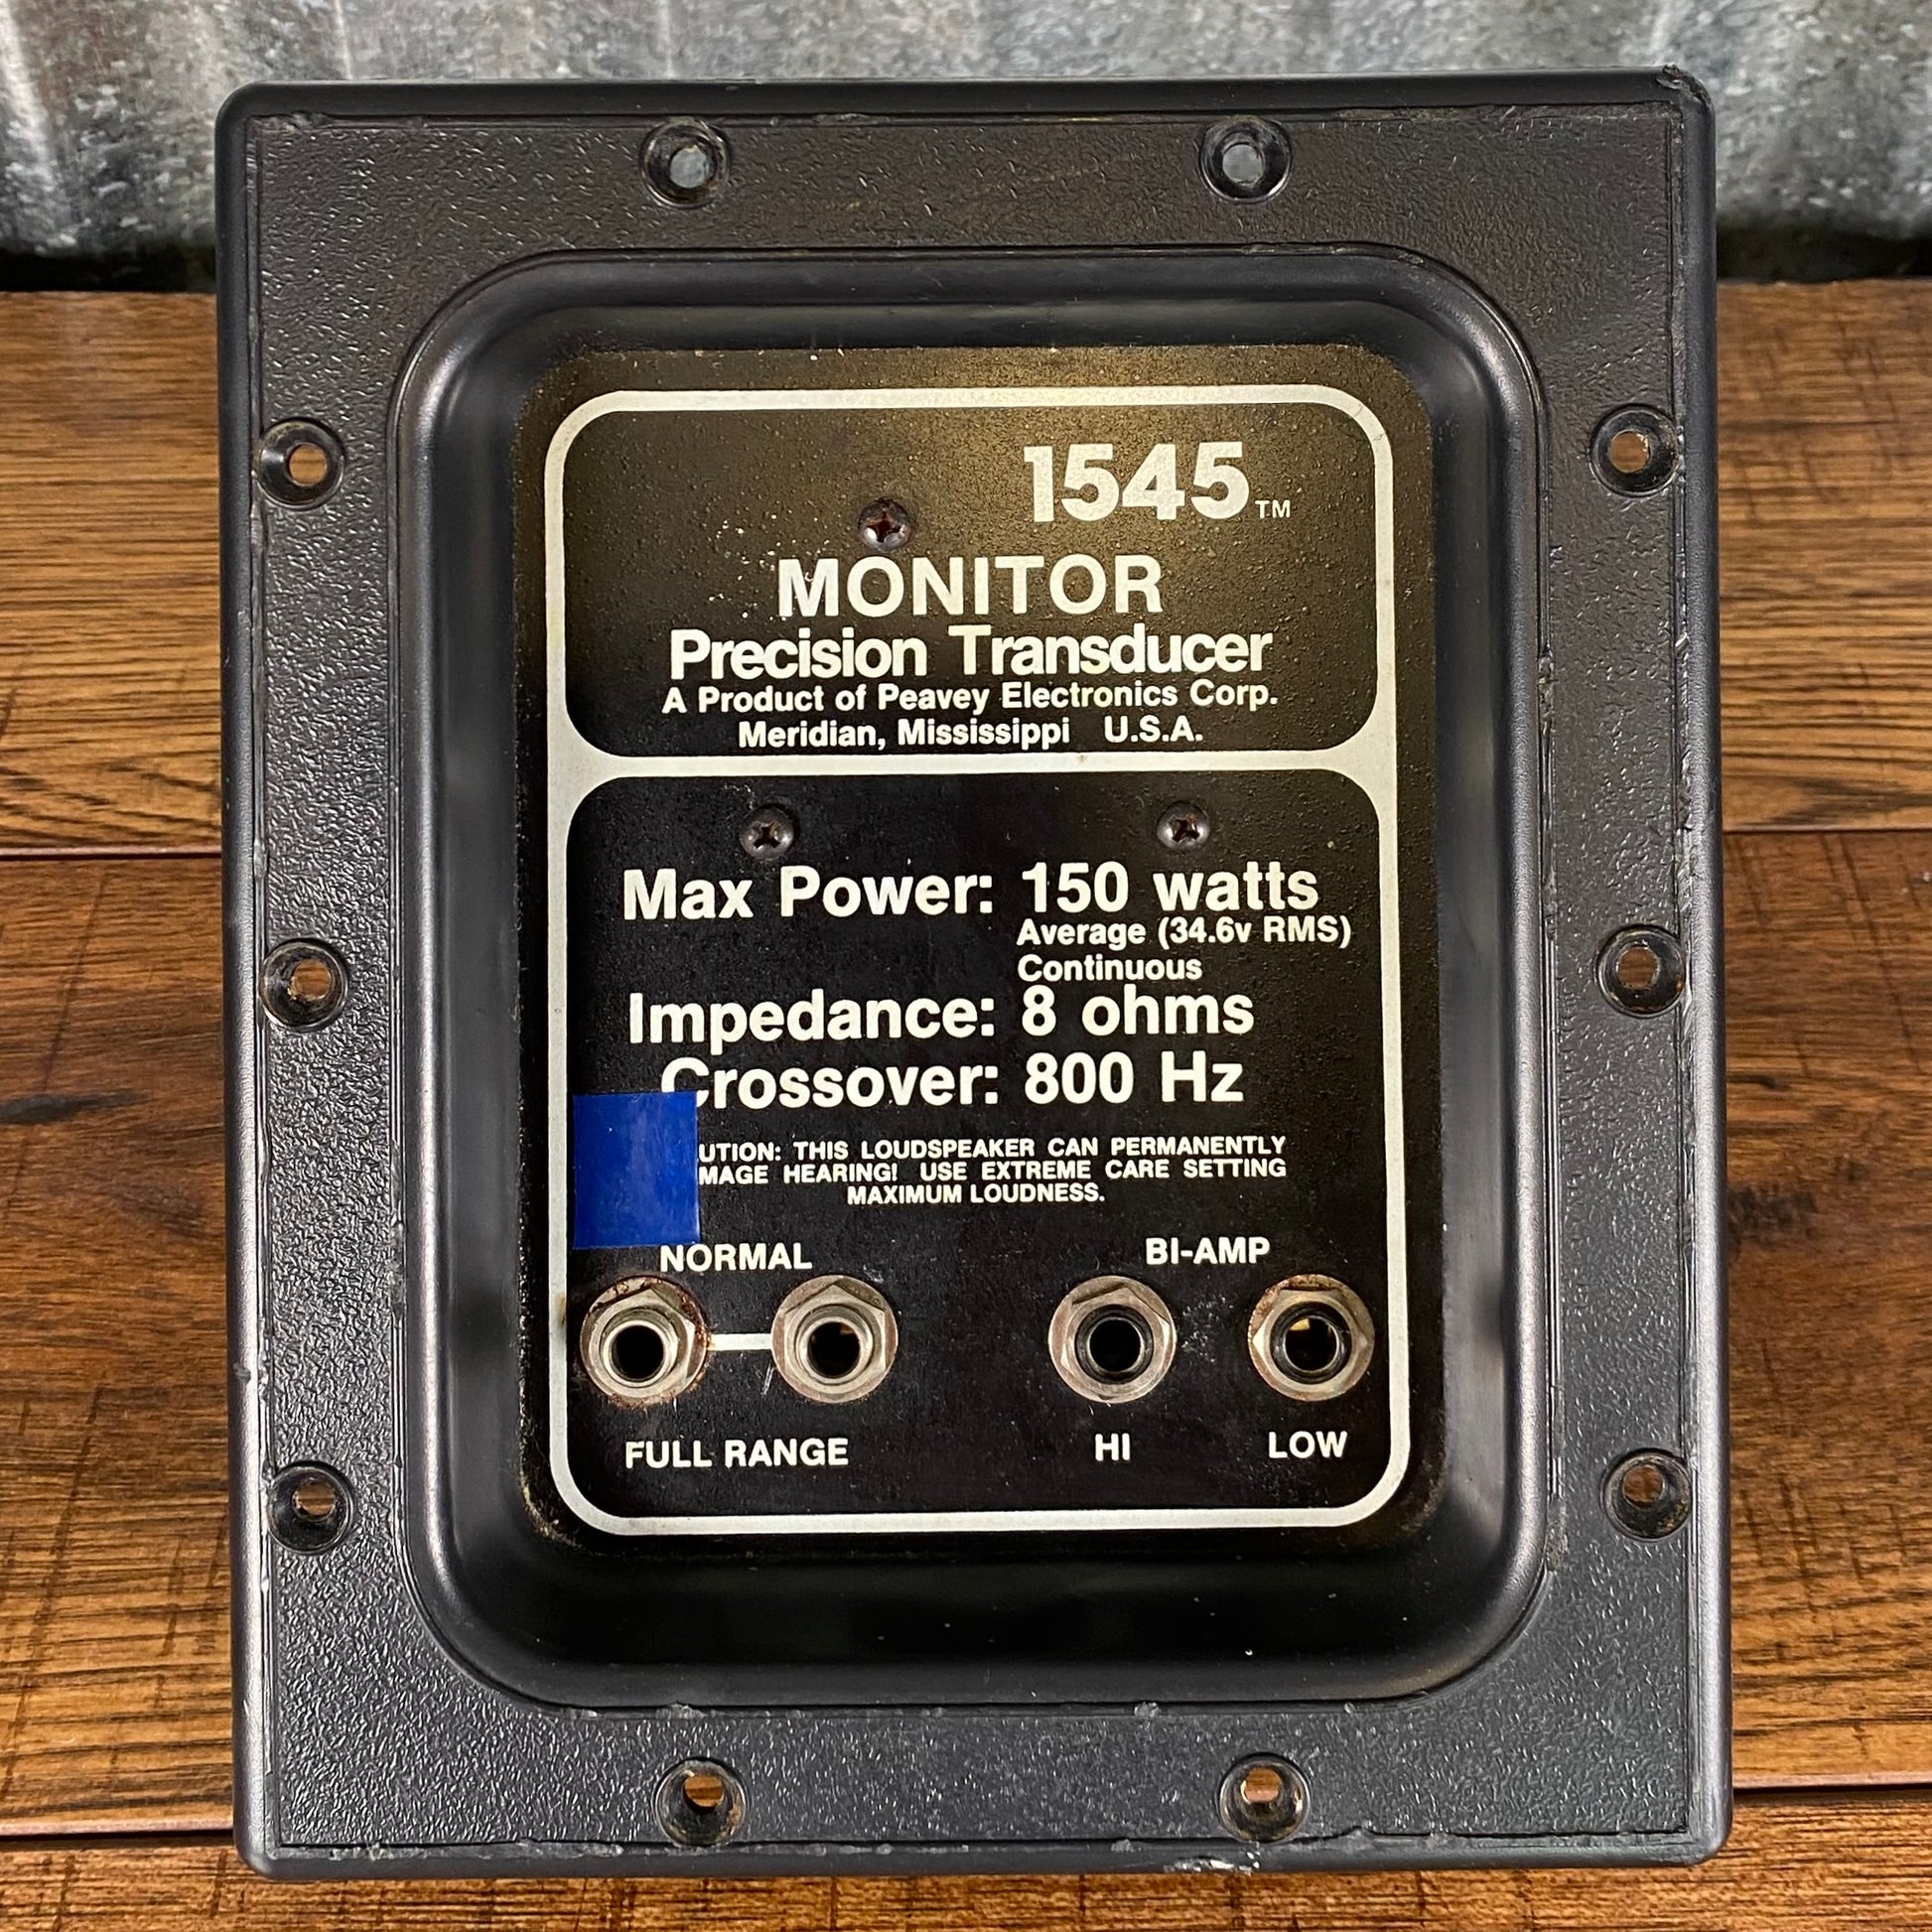 1545™
MONITOR
Precision Transducer
A Product of Peavey Electronics Corp.
Meridian, Mississippi U.S.A.
Max Power: 150 watts
Average (34.6v RMS)
Continuous
Impedance: 8 ohms
Crossover: 800 Hz
UTION: THIS LOUDSPEAKER CAN PERMANENTLY
MAGE HEARING! USE EXTREME CARE SETTING
MAXIMUM LOUDNESS.
NORMAL BI-AMP
FULL RANGE HI LOW